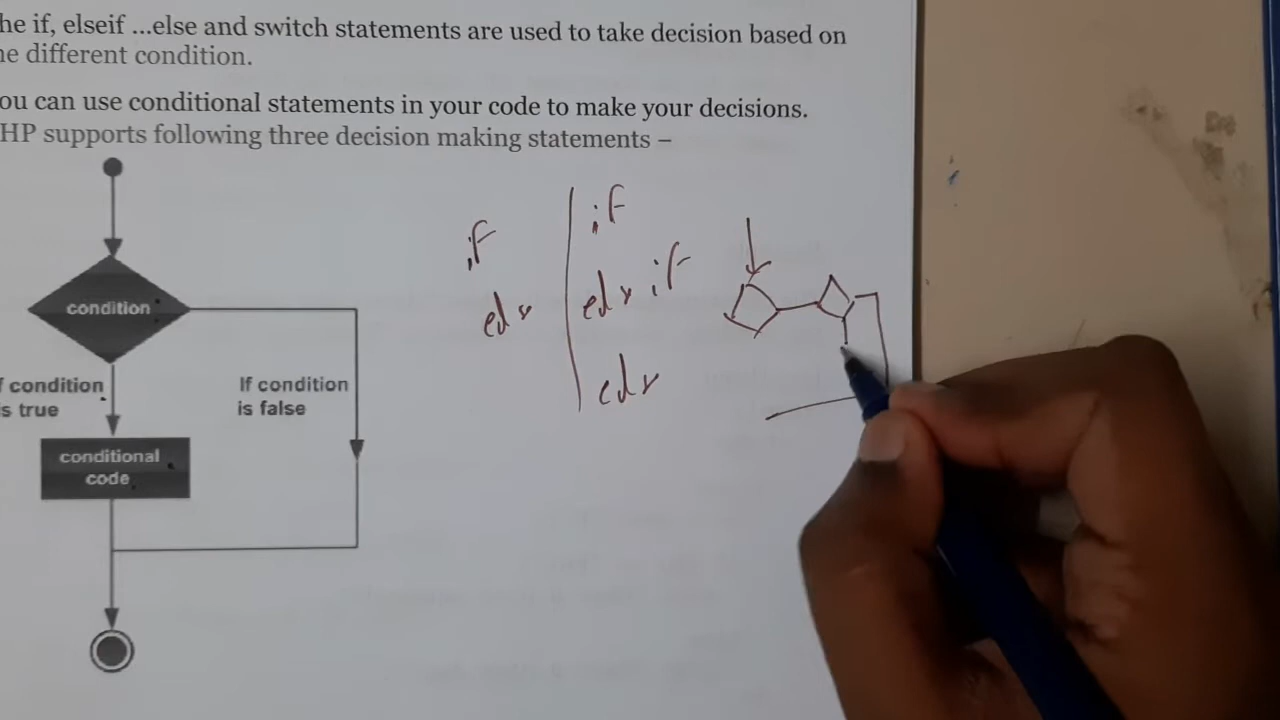 he if, elseif ...else and switch statements are used to take decision based on
ne different condition.
ou can use conditional statements in your code to make your decisions.
HP supports following three decision making statements –
if
if
else if
else
else
condition
f condition
s true
If condition
is false
conditional
code